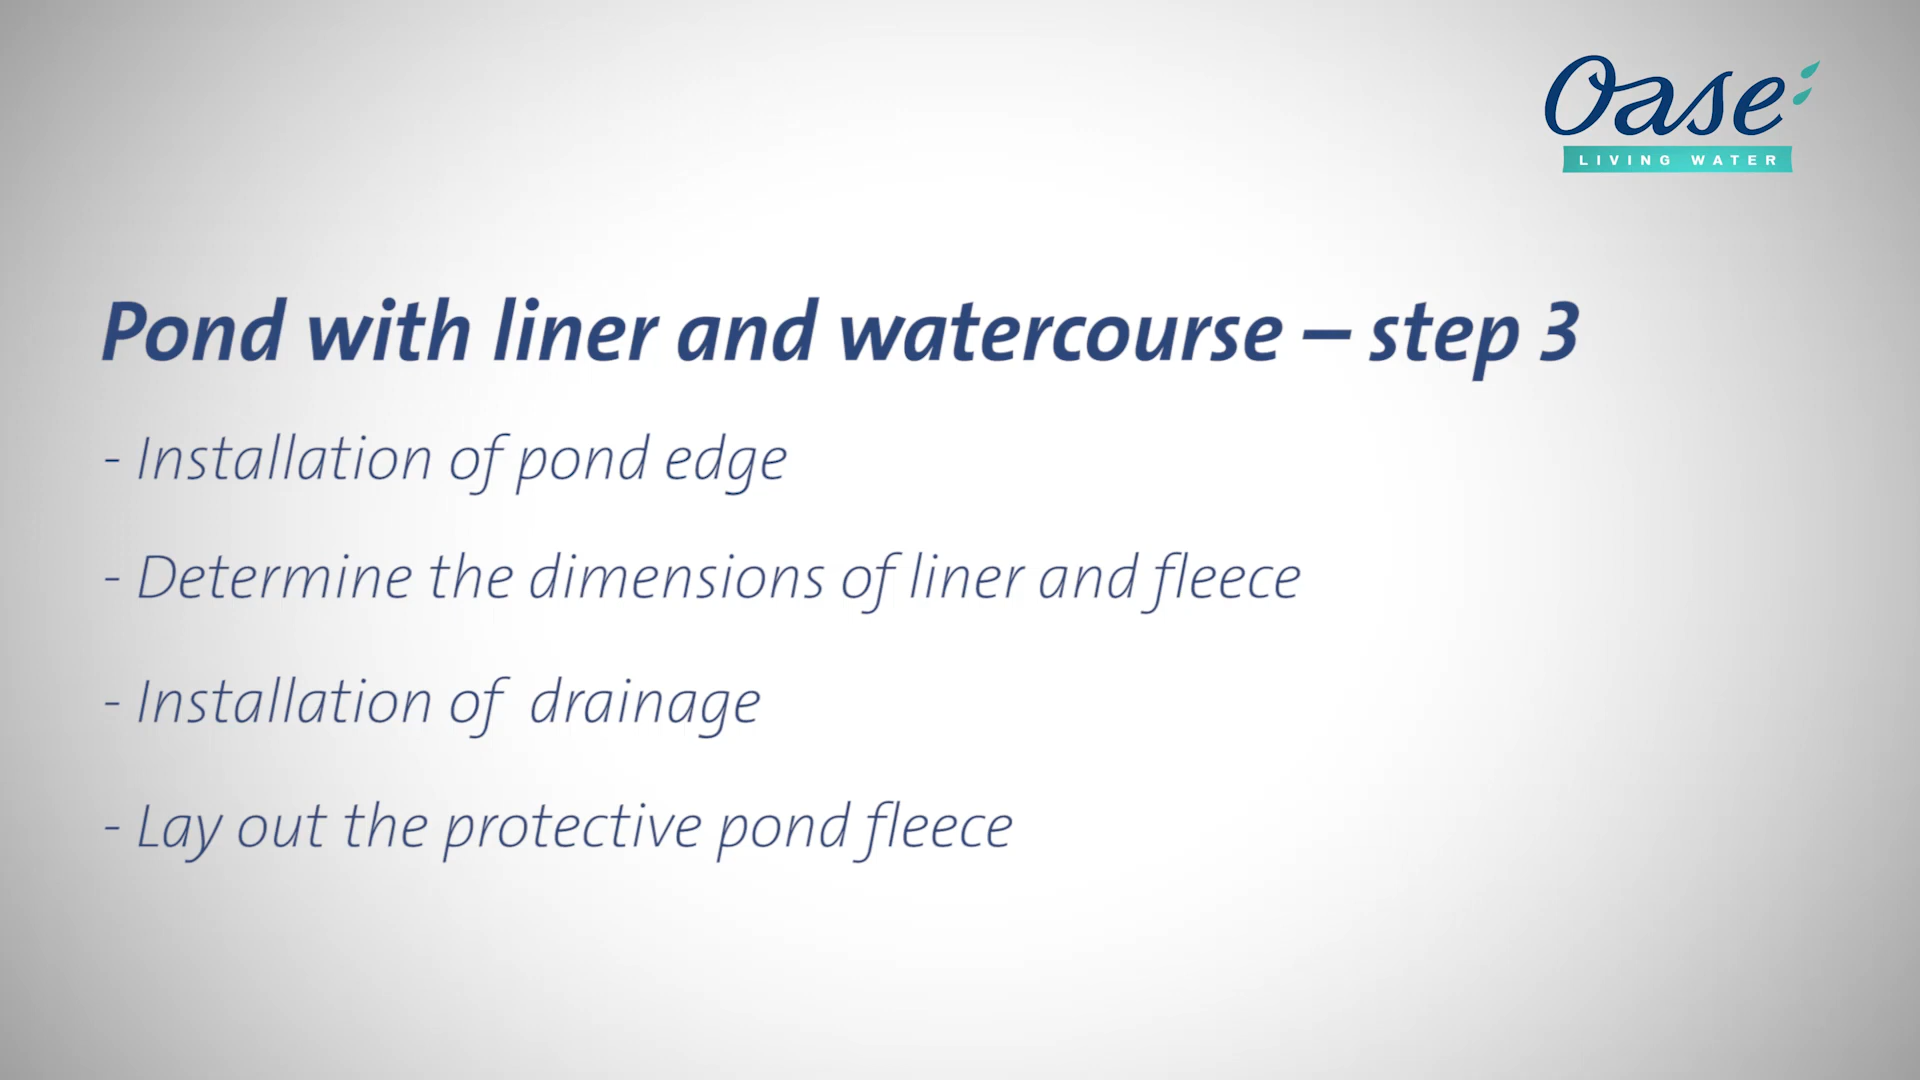 Oase
LIVING WATER
Pond with liner and watercourse – step 3
- Installation of pond edge
- Determine the dimensions of liner and fleece
- Installation of drainage
- Lay out the protective pond fleece